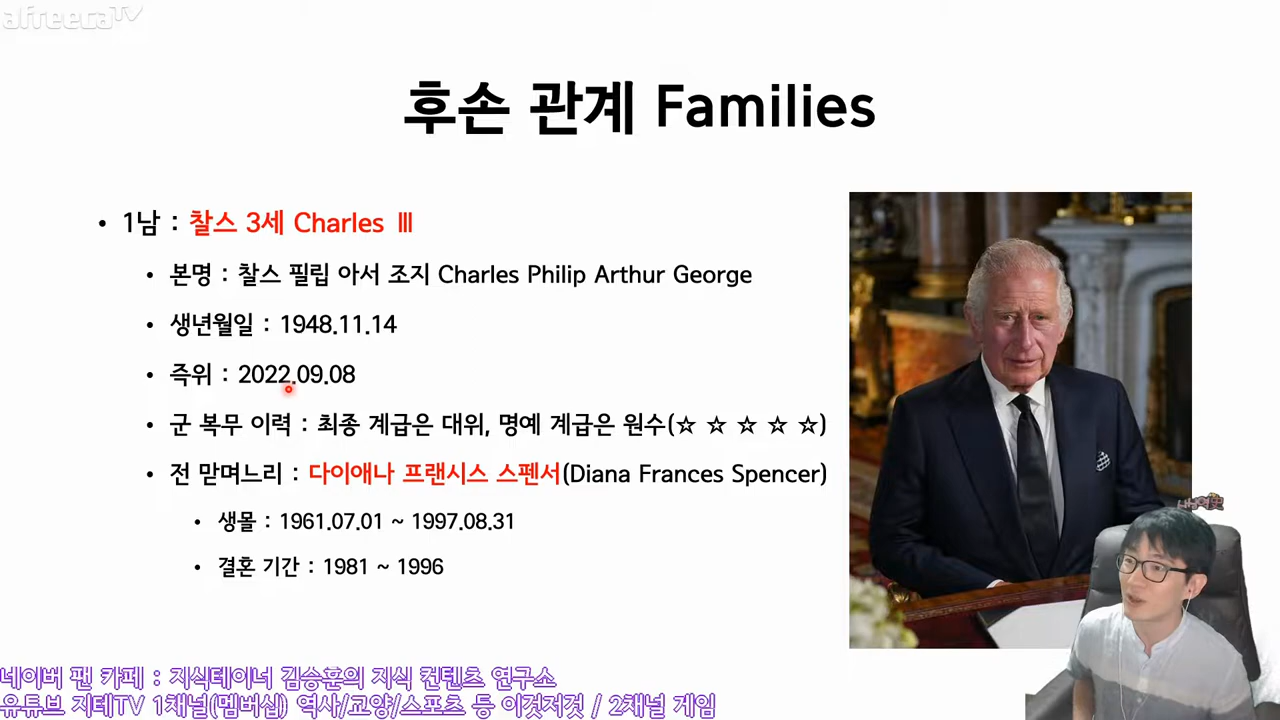 afreecaTV
후손 관계 Families
• 1남 : 찰스 3세 Charles Ⅲ
• 본명 : 찰스 필립 아서 조지 Charles Philip Arthur George
• 생년월일 : 1948.11.14
• 즉위 : 2022.09.08
• 군 복무 이력 : 최종 계급은 대위, 명예 계급은 원수(☆ ☆ ☆ ☆ ☆)
• 전 맏며느리 : 다이애나 프랜시스 스펜서(Diana Frances Spencer)
• 생몰 : 1961.07.01 ~ 1997.08.31
• 결혼 기간 : 1981 ~ 1996
네이버 팬 카페 : 지식테이너 김승훈의 지식 컨텐츠 연구소
유튜브 지테TV 1채널(멤버십) 역사/교양/스포츠 등 이것저것 / 2채널 게임